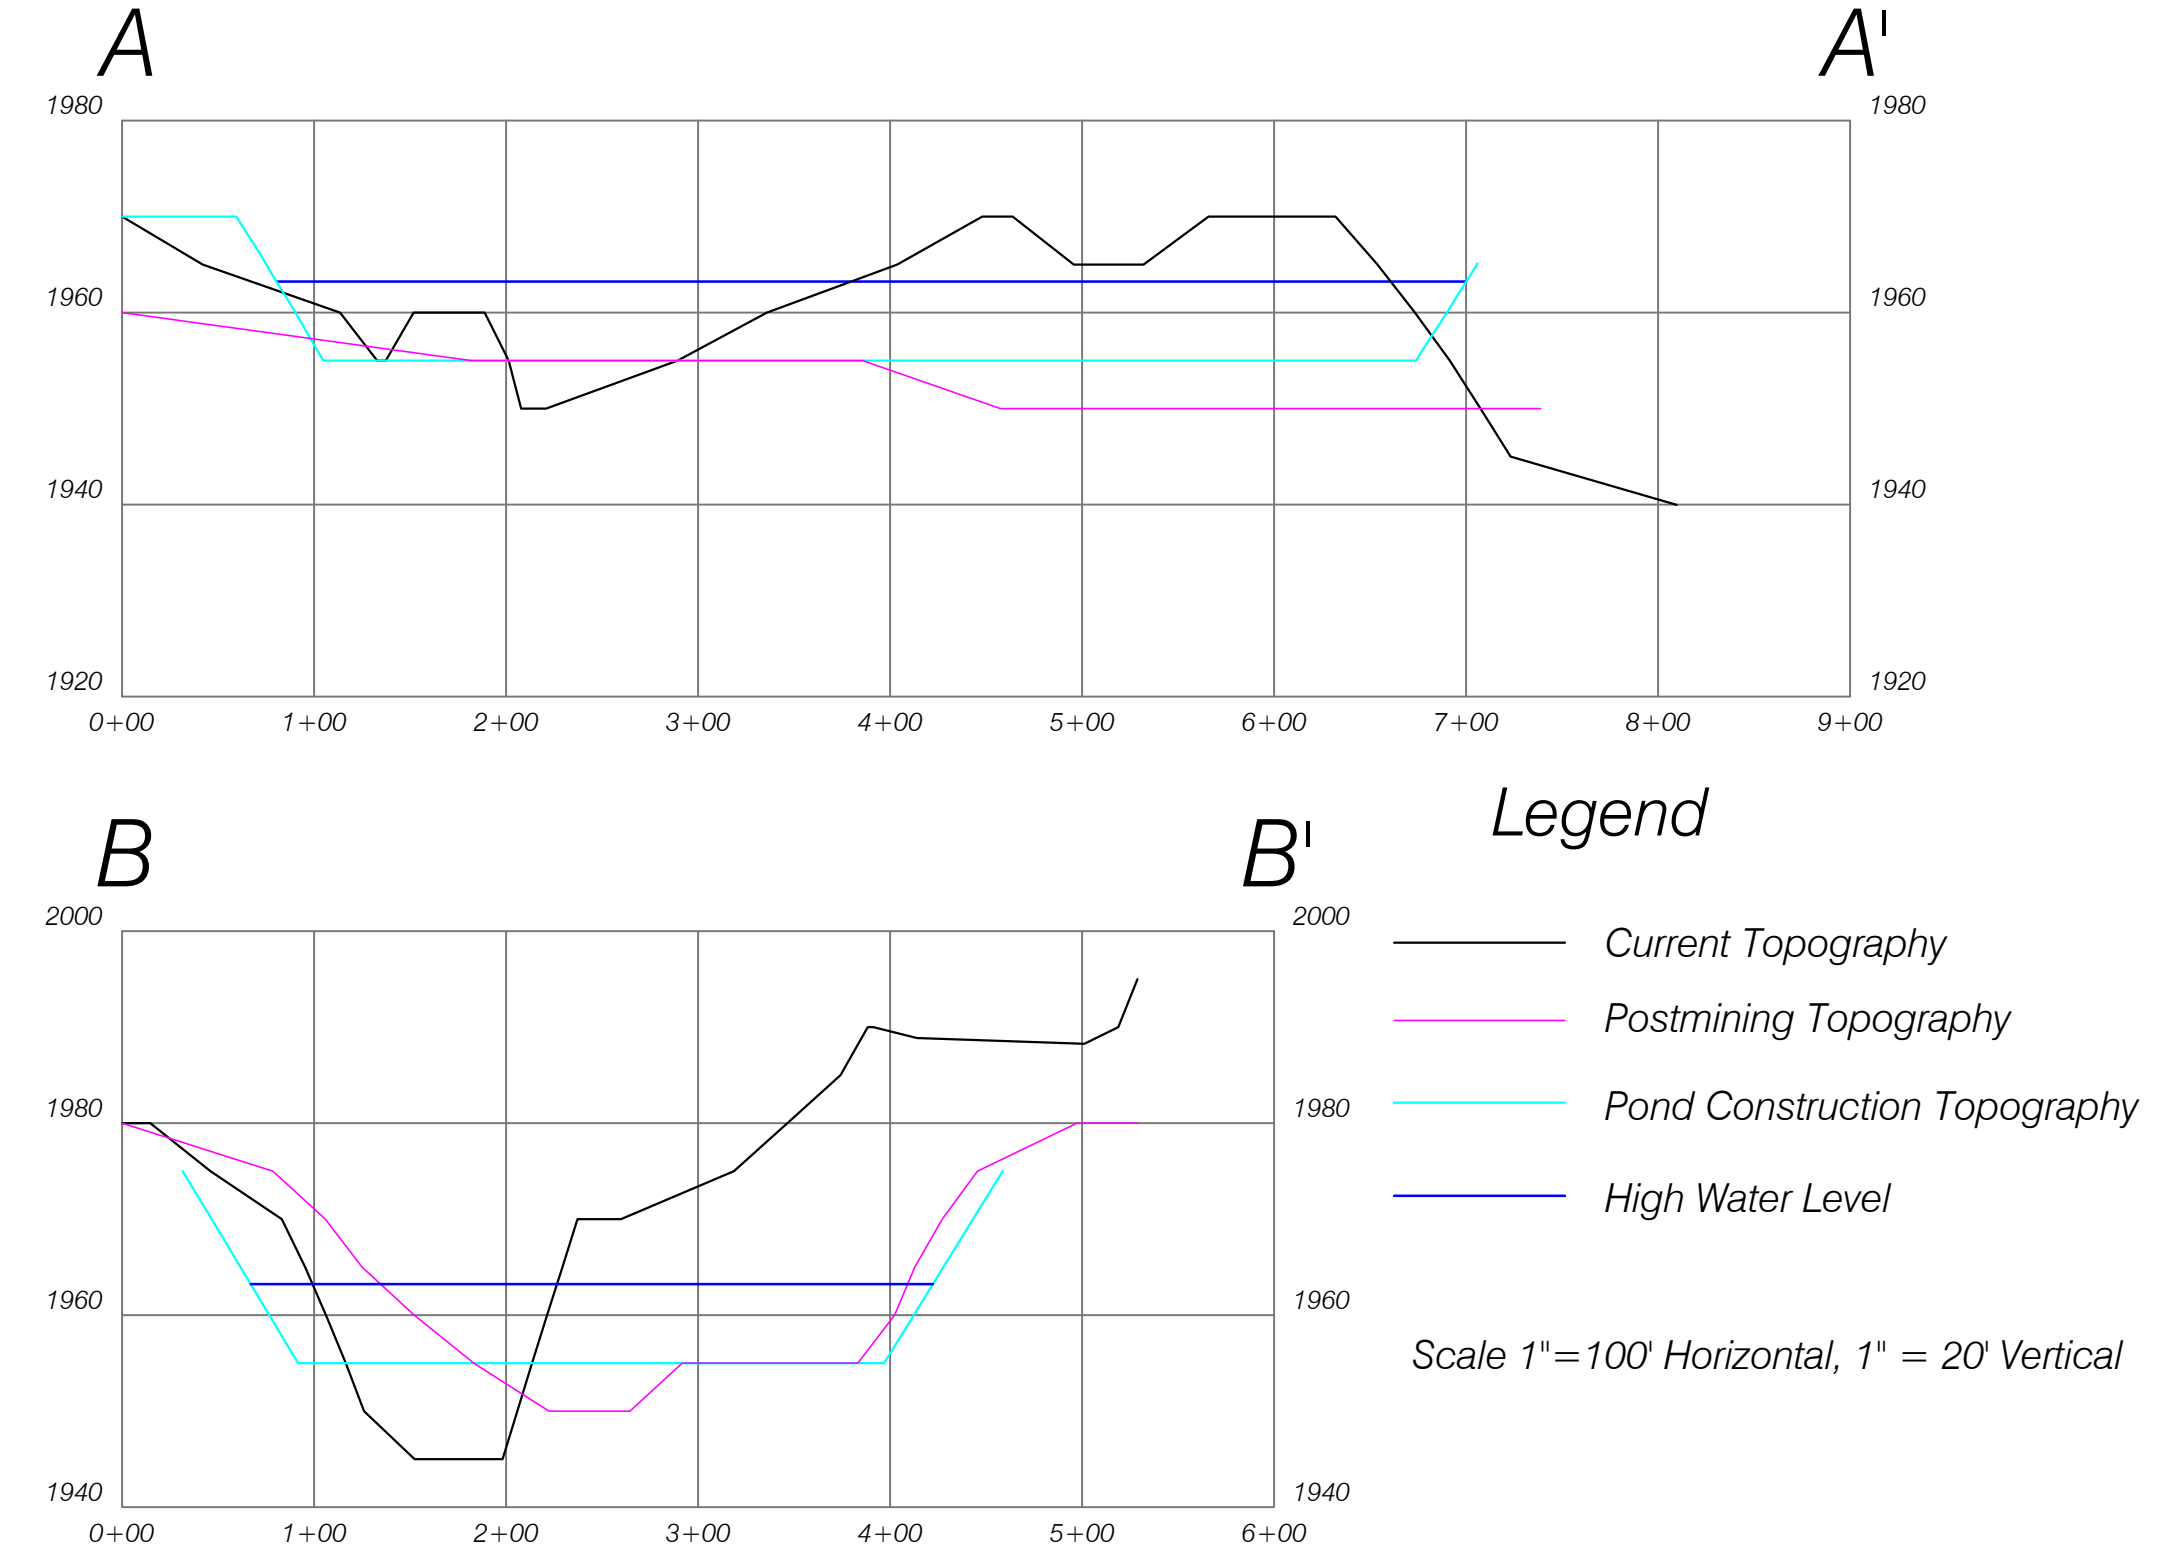 A A'
1980 1980
1960 1960
1940 1940
1920 1920
0+00 1+00 2+00 3+00 4+00 5+00 6+00 7+00 8+00 9+00
B B'
2000 2000
1980 1980
1960 1960
1940 1940
0+00 1+00 2+00 3+00 4+00 5+00 6+00
Legend
Current Topography
Postmining Topography
Pond Construction Topography
High Water Level
Scale 1"=100' Horizontal, 1" = 20' Vertical